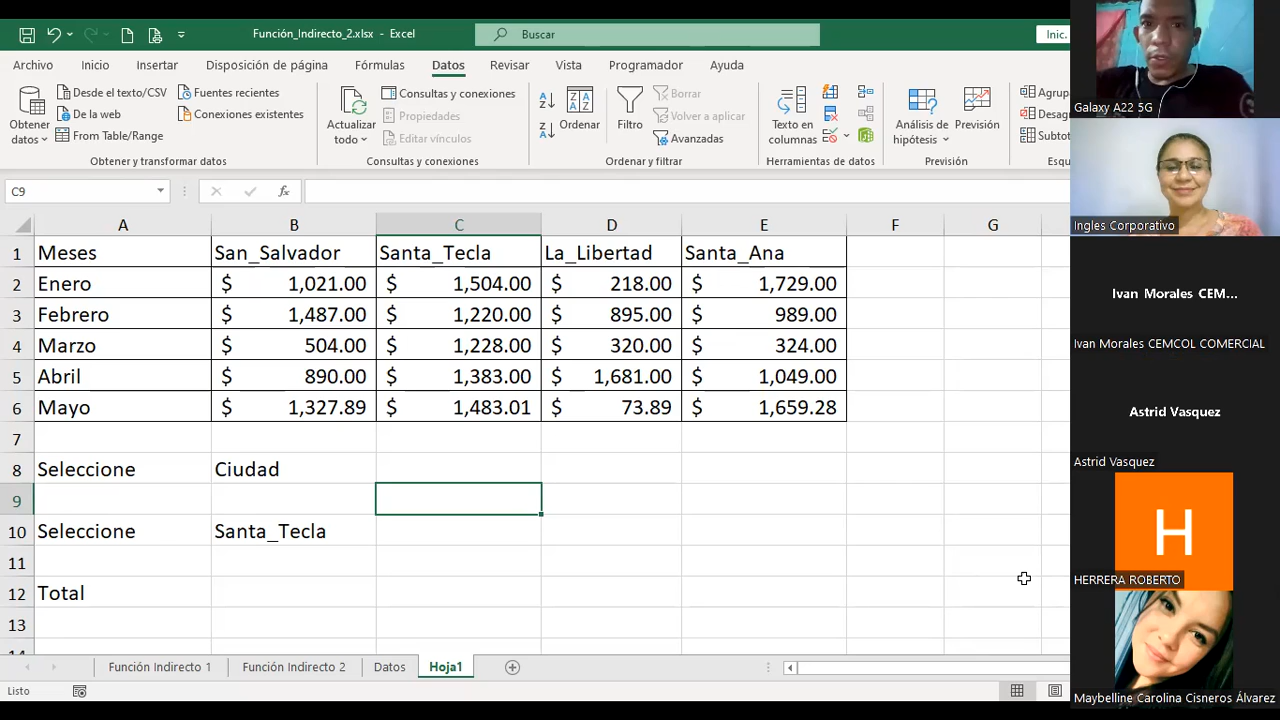 Función_Indirecto_2.xlsx - Excel
Buscar
Inic.
Archivo Inicio Insertar Disposición de página Fórmulas Datos Revisar Vista Programador Ayuda
Obtener datos
Desde el texto/CSV
De la web
From Table/Range
Fuentes recientes
Conexiones existentes
Obtener y transformar datos
Actualizar todo
Consultas y conexiones
Propiedades
Editar vínculos
Consultas y conexiones
Ordenar
Filtro
Borrar
Volver a aplicar
Avanzadas
Ordenar y filtrar
Texto en columnas
Herramientas de datos
Análisis de hipótesis
Previsión
Previsión
Agrup
Desag
Subtot
Esqu
C9
fx
A B C D E F G
1 Meses San_Salvador Santa_Tecla La_Libertad Santa_Ana
2 Enero $ 1,021.00 $ 1,504.00 $ 218.00 $ 1,729.00
3 Febrero $ 1,487.00 $ 1,220.00 $ 895.00 $ 989.00
4 Marzo $ 504.00 $ 1,228.00 $ 320.00 $ 324.00
5 Abril $ 890.00 $ 1,383.00 $ 1,681.00 $ 1,049.00
6 Mayo $ 1,327.89 $ 1,483.01 $ 73.89 $ 1,659.28
7
8 Seleccione Ciudad
9
10 Seleccione Santa_Tecla
11
12 Total
13
Función Indirecto 1 Función Indirecto 2 Datos Hoja1
Listo
Galaxy A22 5G
Ingles Corporativo
Ivan Morales CEM...
Ivan Morales CEMCOL COMERCIAL
Astrid Vasquez
Astrid Vasquez
H
HERRERA ROBERTO
Maybelline Carolina Cisneros Álvarez